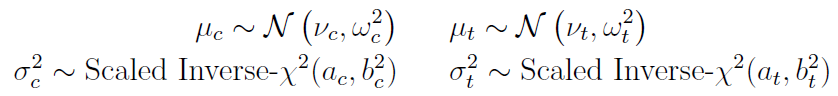 μ_c ∼ 𝒩 (ν_c, ω_c^2) μ_t ∼ 𝒩 (ν_t, ω_t^2)
σ_c^2 ∼ Scaled Inverse-χ^2(a_c, b_c^2) σ_t^2 ∼ Scaled Inverse-χ^2(a_t, b_t^2)